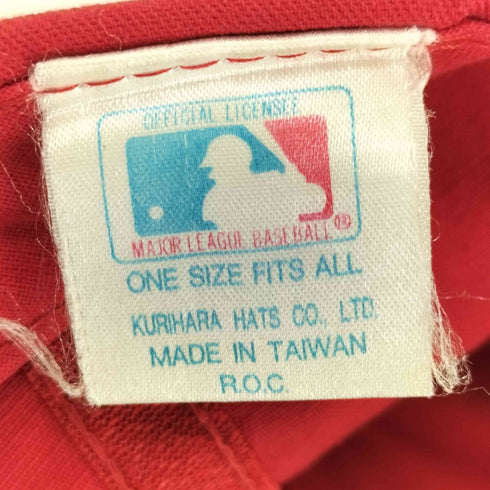 OFFICIAL LICENSEE
MAJOR LEAGUE BASEBALL®
ONE SIZE FITS ALL
KURIHARA HATS CO., LTD.
MADE IN TAIWAN
R.O.C.